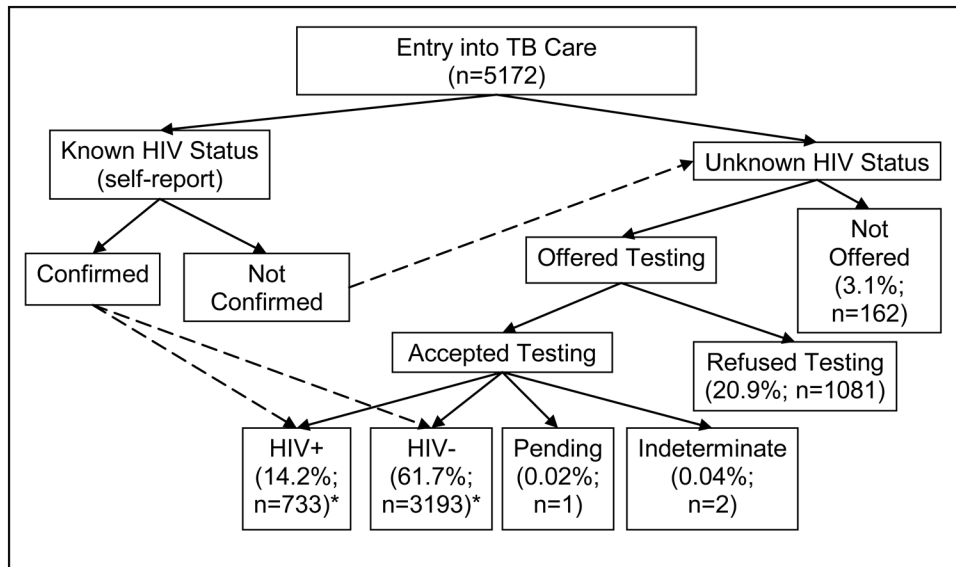 Entry into TB Care
(n=5172)
Known HIV Status
(self-report)
Unknown HIV Status
Confirmed
Not
Confirmed
Offered Testing
Not
Offered
(3.1%;
n=162)
Accepted Testing
Refused Testing
(20.9%; n=1081)
HIV+
(14.2%;
n=733)*
HIV-
(61.7%;
n=3193)*
Pending
(0.02%;
n=1)
Indeterminate
(0.04%;
n=2)